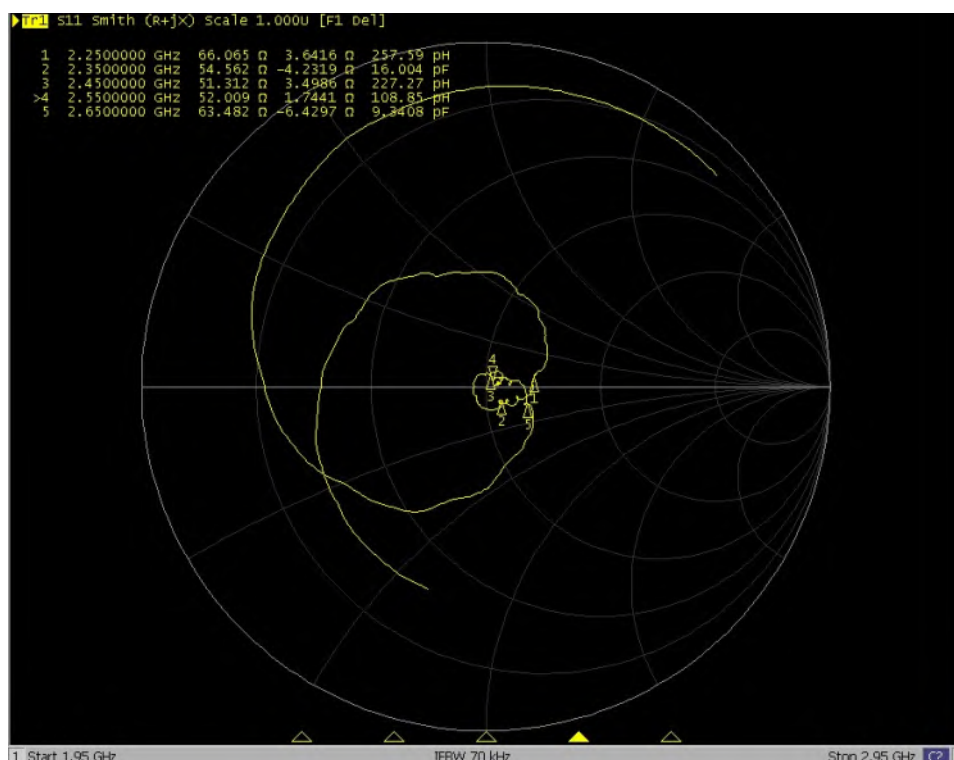 Tr1 S11 Smith (R+jX) Scale 1.000U [F1 Del]
1 2.2500000 GHz 66.065 Ω 3.6416 Ω 257.59 pH
2 2.3500000 GHz 54.562 Ω -4.2319 Ω 16.004 pF
3 2.4500000 GHz 51.312 Ω 3.4986 Ω 227.27 pH
>4 2.5500000 GHz 52.009 Ω 1.7441 Ω 108.85 pH
5 2.6500000 GHz 63.482 Ω -6.4297 Ω 9.3408 pF
4
3
1
2
5
1 Start 1.95 GHz IFBW 70 kHz Stop 2.95 GHz C2